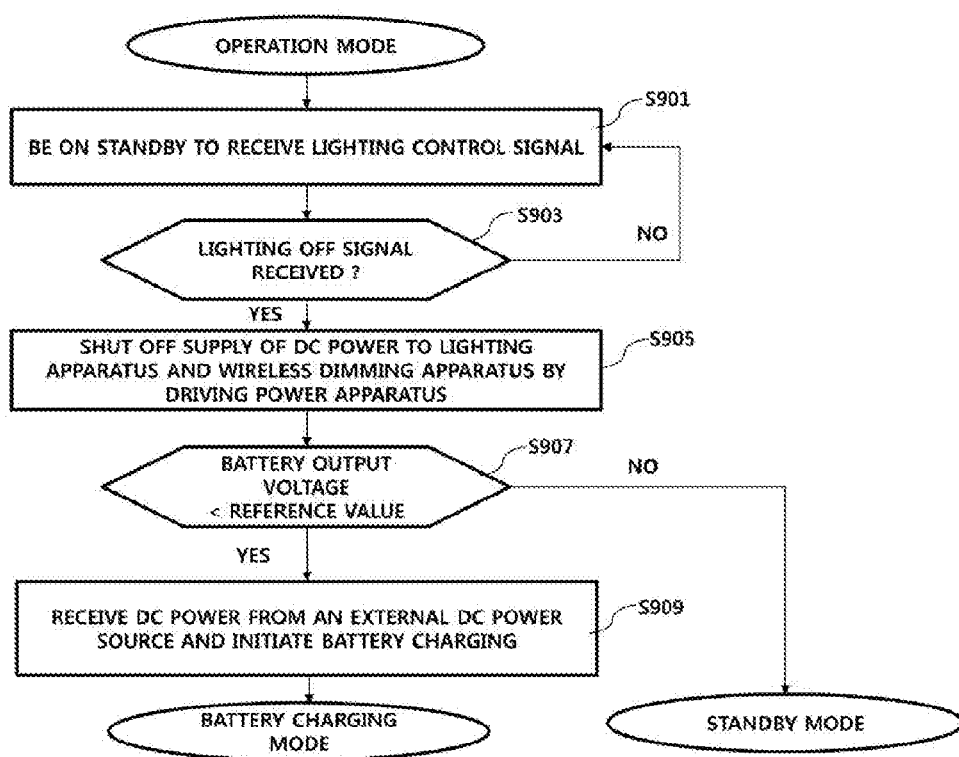 OPERATION MODE
S901
BE ON STANDBY TO RECEIVE LIGHTING CONTROL SIGNAL
S903
LIGHTING OFF SIGNAL
RECEIVED ?
NO
YES
SHUT OFF SUPPLY OF DC POWER TO LIGHTING
APPARATUS AND WIRELESS DIMMING APPARATUS BY
DRIVING POWER APPARATUS
S905
BATTERY OUTPUT
VOLTAGE
< REFERENCE VALUE
S907
NO
YES
RECEIVE DC POWER FROM AN EXTERNAL DC POWER
SOURCE AND INITIATE BATTERY CHARGING
S909
BATTERY CHARGING
MODE
STANDBY MODE